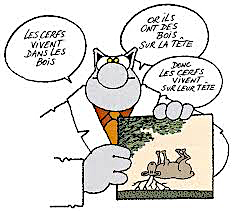 LES CERFS
VIVENT
DANS LES
BOIS
OR ILS
ONT DES
BOIS
SUR LA TÊTE
DONC
LES CERFS
VIVENT
SUR LEUR TÊTE